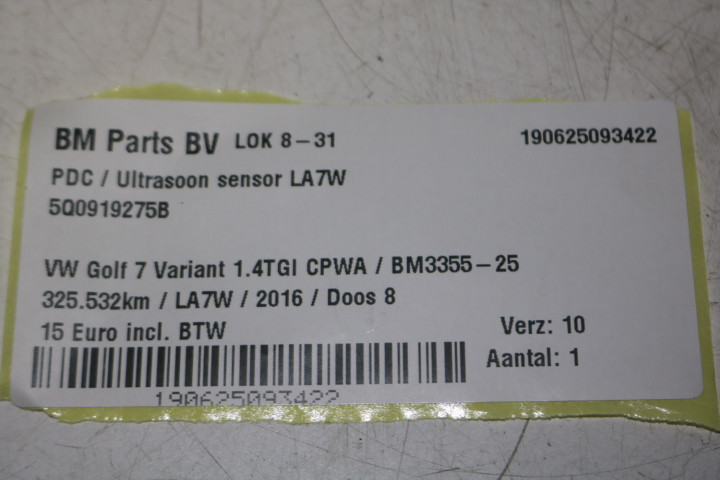 BM Parts BV LOK 8-31 190625093422
PDC / Ultrasoon sensor LA7W
5Q0919275B
VW Golf 7 Variant 1.4TGI CPWA / BM3355-25
325.532km / LA7W / 2016 / Doos 8
15 Euro incl. BTW Verz: 10
Aantal: 1
190625093422